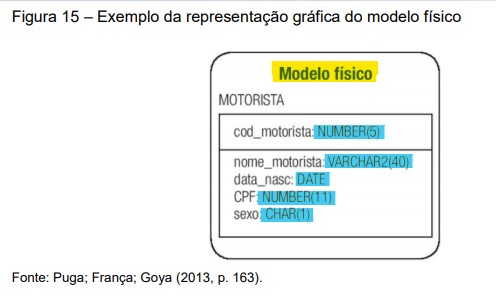 Figura 15 – Exemplo da representação gráfica do modelo físico
Modelo físico
MOTORISTA
cod_motorista: NUMBER(5)
nome_motorista: VARCHAR2(40)
data_nasc: DATE
CPF: NUMBER(11)
sexo: CHAR(1)
Fonte: Puga; França; Goya (2013, p. 163).